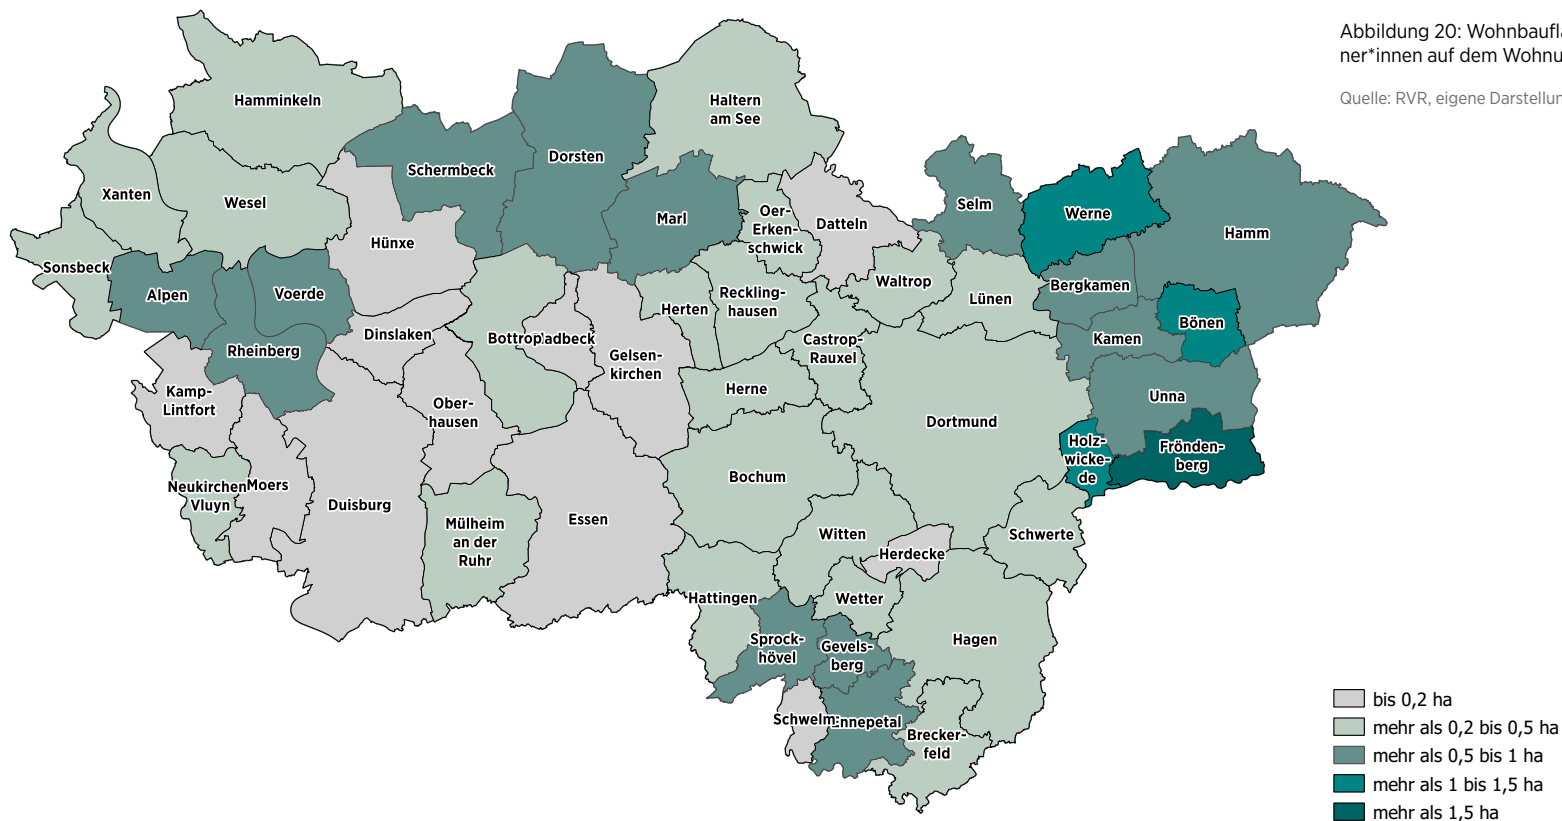 Abbildung 20: Wohnbaufl
ner*innen auf dem Wohnu
Quelle: RVR, eigene Darstellun
Hamminkeln
Haltern
am See
Dorsten
Schermbeck
Xanten
Wesel
Marl
Oer-
Erken-
schwick
Datteln
Selm
Werne
Hamm
Hünxe
Sonsbeck
Alpen
Voerde
Waltrop
Lünen
Bergkamen
Reckling-
hausen
Herten
Bönen
Dinslaken
Bottrop
adbeck
Gelsen-
kirchen
Castrop-
Rauxel
Kamen
Rheinberg
Kamp-
Lintfort
Ober-
hausen
Herne
Unna
Dortmund
Holz-
wicke-
de
Frönden-
berg
Neukirchen
Vluyn
Moers
Duisburg
Bochum
Essen
Mülheim
an der
Ruhr
Witten
Herdecke
Schwerte
Hattingen
Wetter
Sprock-
hövel
Gevels-
berg
Hagen
Schwelm
nnepetal
Brecker-
feld
bis 0,2 ha
mehr als 0,2 bis 0,5 ha
mehr als 0,5 bis 1 ha
mehr als 1 bis 1,5 ha
mehr als 1,5 ha